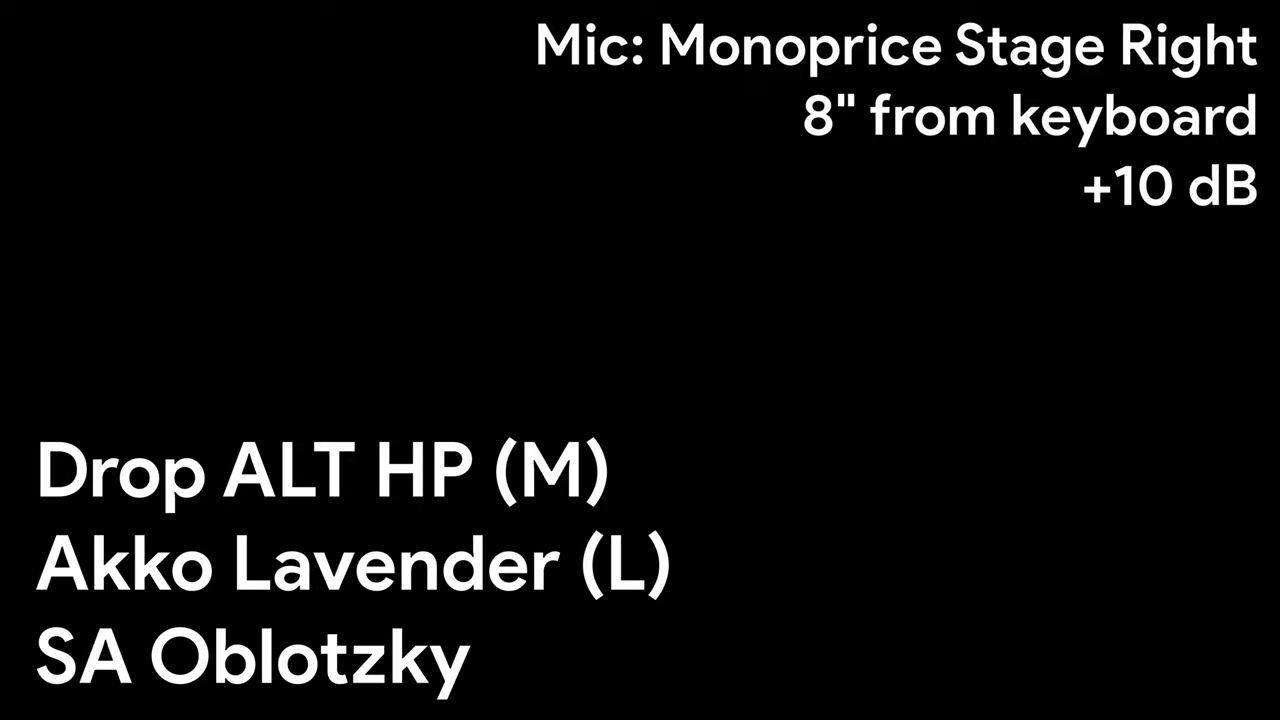 Mic: Monoprice Stage Right
8" from keyboard
+10 dB
Drop ALT HP (M)
Akko Lavender (L)
SA Oblotzky